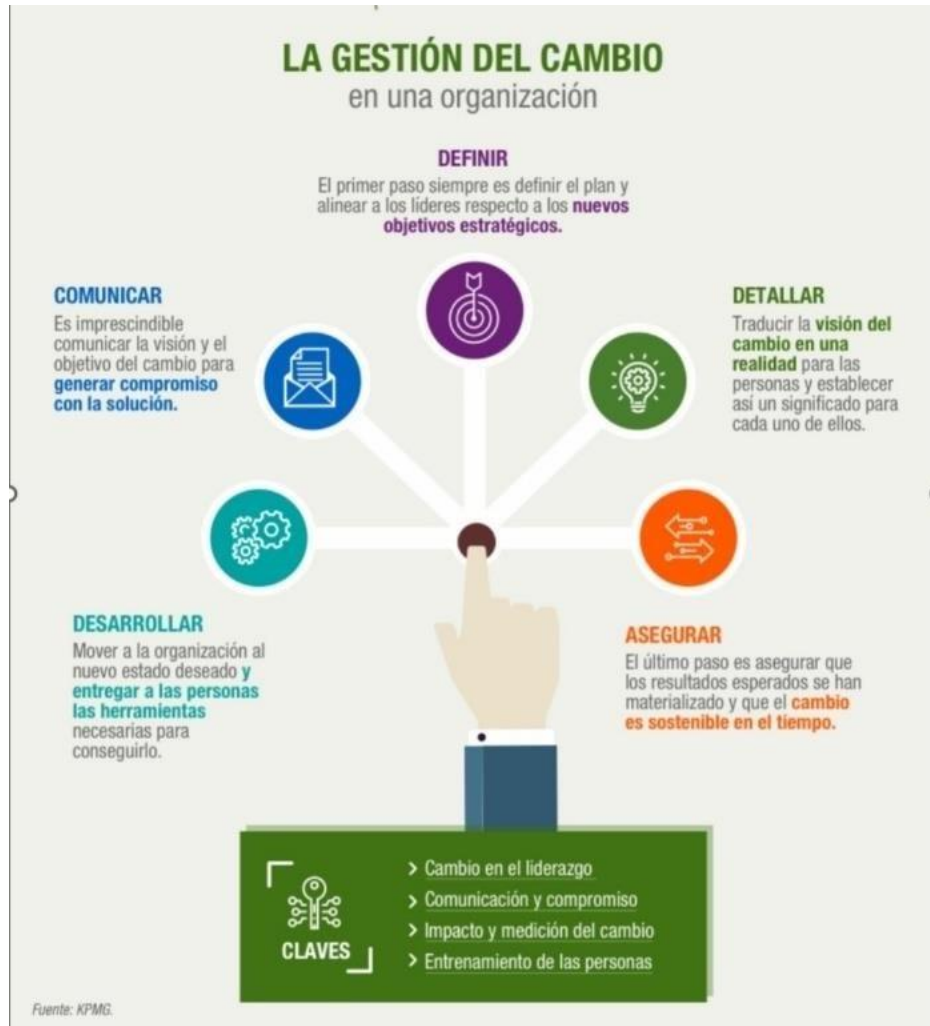 LA GESTIÓN DEL CAMBIO
en una organización
DEFINIR
El primer paso siempre es definir el plan y
alinear a los líderes respecto a los nuevos
objetivos estratégicos.
COMUNICAR
Es imprescindible
comunicar la visión y el
objetivo del cambio para
generar compromiso
con la solución.
DETALLAR
Traducir la visión del
cambio en una
realidad para las
personas y establecer
así un significado para
cada uno de ellos.
DESARROLLAR
Mover a la organización al
nuevo estado deseado y
entregar a las personas
las herramientas
necesarias para
conseguirlo.
ASEGURAR
El último paso es asegurar que
los resultados esperados se han
materializado y que el cambio
es sostenible en el tiempo.
CLAVES
> Cambio en el liderazgo
> Comunicación y compromiso
> Impacto y medición del cambio
> Entrenamiento de las personas
Fuente: KPMG.